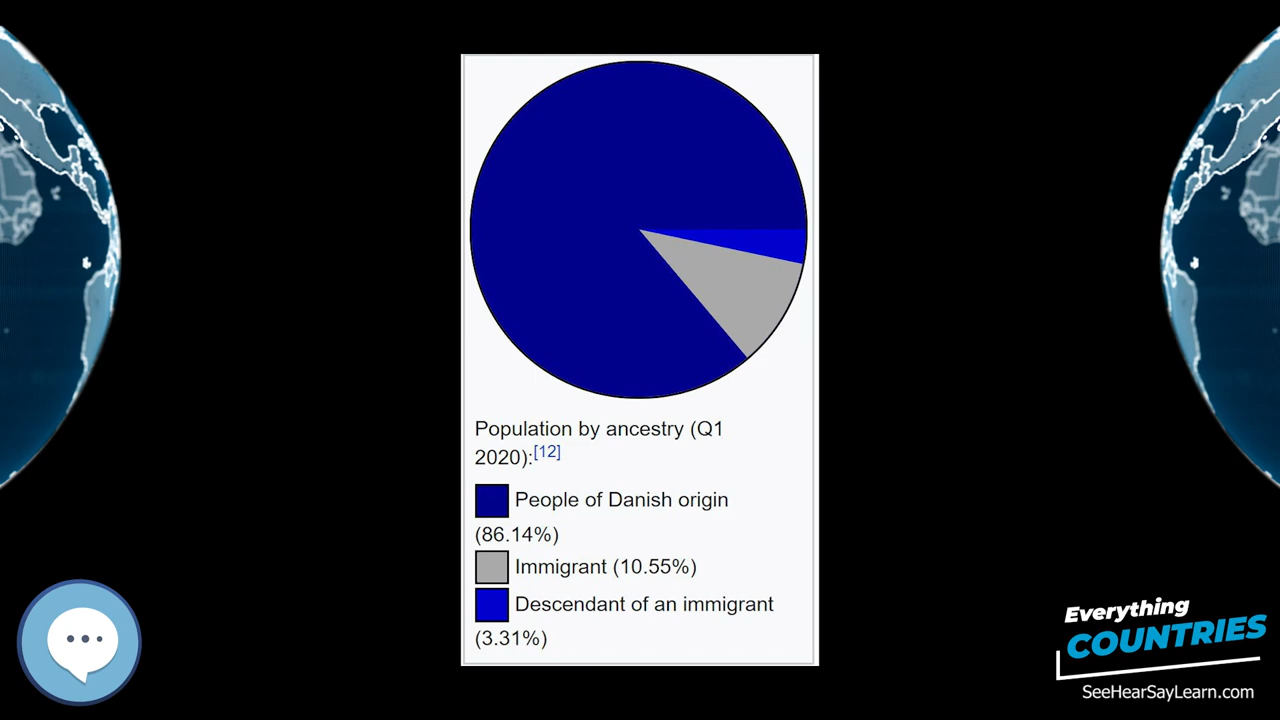 Population by ancestry (Q1
2020):[12]
People of Danish origin
(86.14%)
Immigrant (10.55%)
Descendant of an immigrant
(3.31%)
Everything
COUNTRIES
SeeHearSayLearn.com